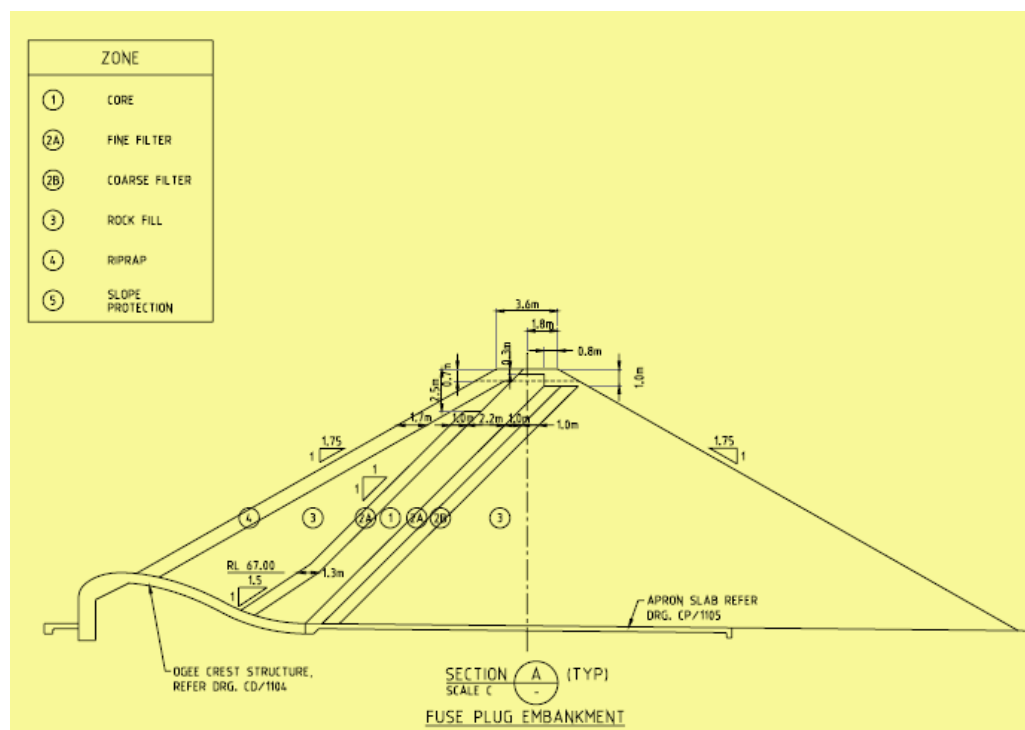 ZONE
1 CORE
2A FINE FILTER
2B COARSE FILTER
3 ROCK FILL
4 RIPRAP
5 SLOPE
PROTECTION
3.6m
1.8m
0.8m
0.3m
0.7m
2.5m
1.0m
1.7m
1.0m
2.2m
1.0m
1.0m
1.75
1
1.75
1
1
1
4
3
2A
1
2A
2B
3
RL 67.00
1.5
1
1.3m
APRON SLAB REFER
DRG. CP/1105
OGEE CREST STRUCTURE,
REFER DRG. CD/1104
SECTION A (TYP)
SCALE C -
FUSE PLUG EMBANKMENT